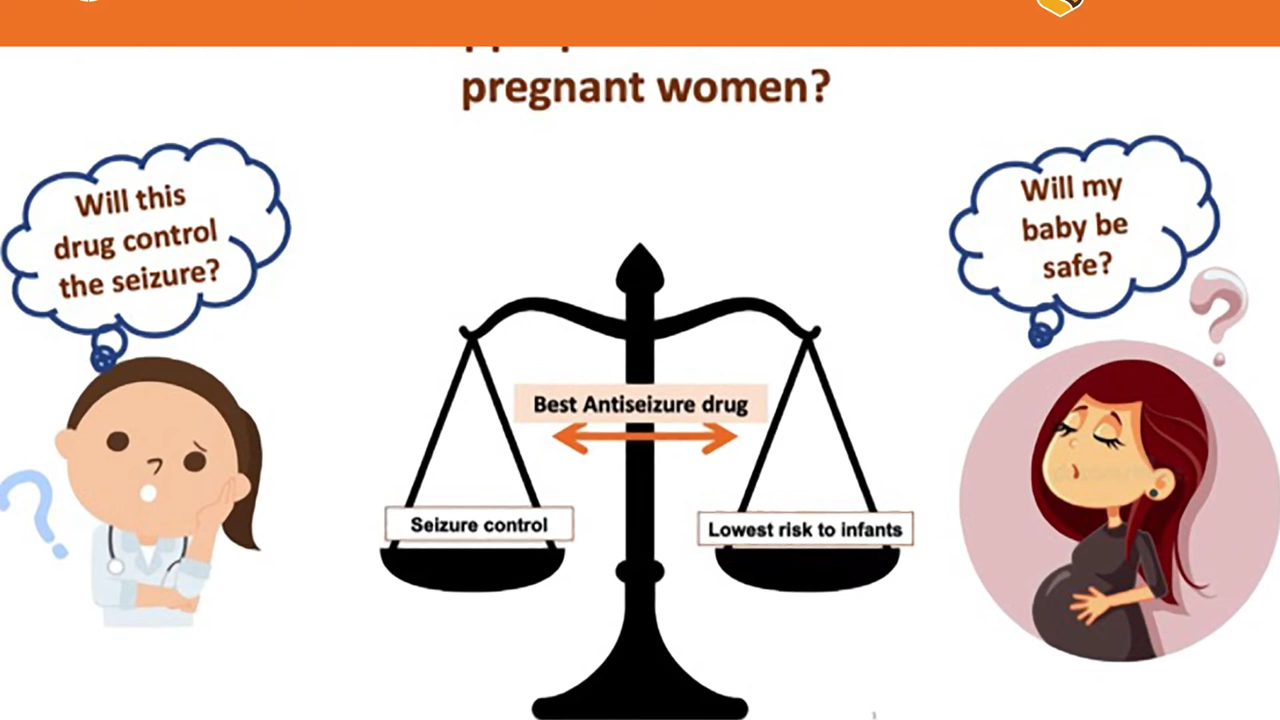 pregnant women?
Will this
drug control
the seizure?
Will my
baby be
safe?
Best Antiseizure drug
Seizure control
Lowest risk to infants
1